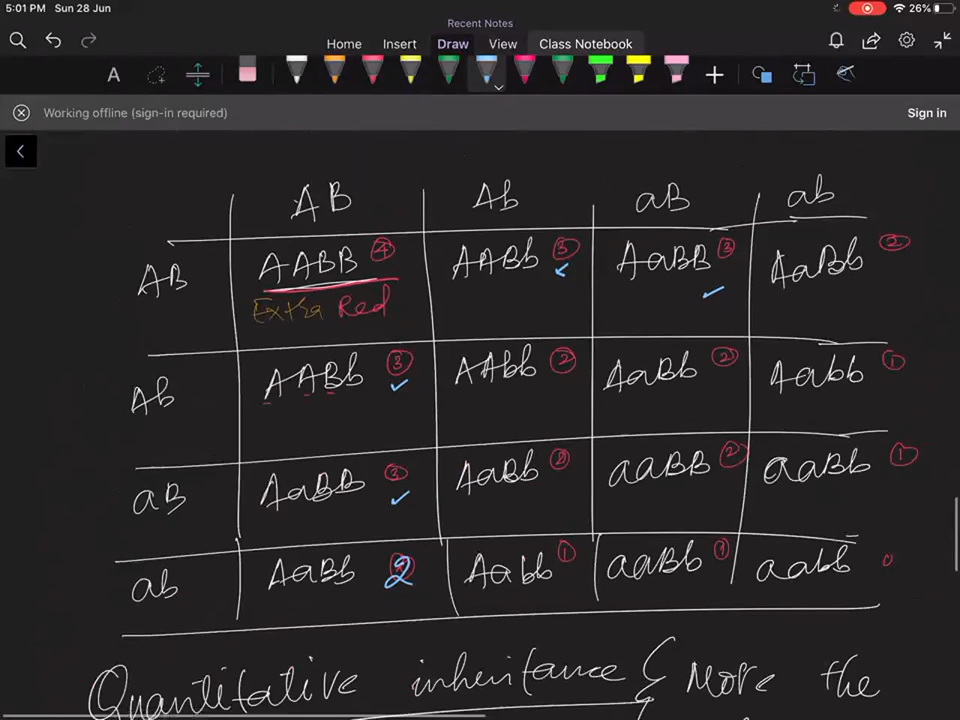 5:01 PM Sun 28 Jun 26%
Recent Notes
Home Insert Draw View Class Notebook
A
Working offline (sign-in required) Sign in
AB Ab aB ab
AB AABB 4 AABb 3 AaBB 3 AaBb 2
Extra Red
Ab AABb 3 AAbb 2 AaBb 2 Aabb 1
aB AaBB 3 AaBb 2 aaBB 2 aaBb 1
ab AaBb 2 Aabb 1 aaBb 1 aabb 0
Quantitative inheritance More the